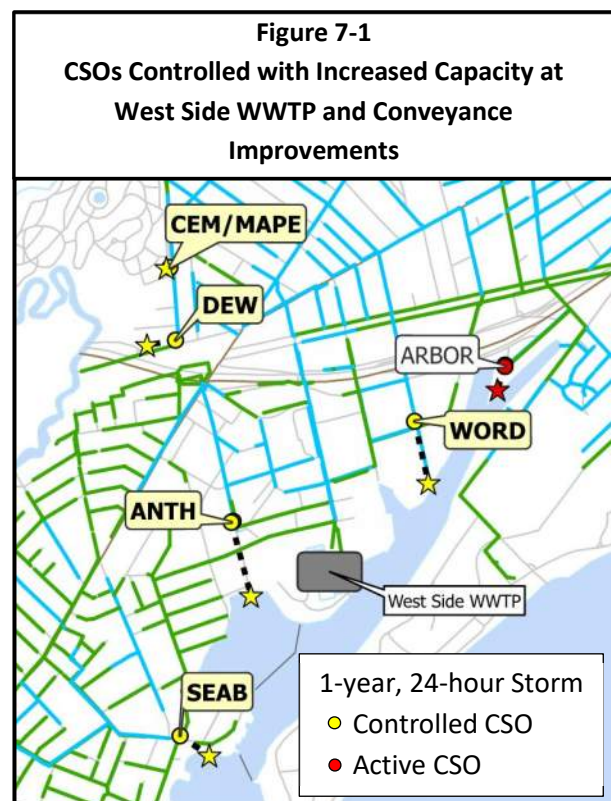 Figure 7-1
CSOs Controlled with Increased Capacity at
West Side WWTP and Conveyance
Improvements
CEM/MAPE
DEW
ARBOR
WORD
ANTH
West Side WWTP
SEAB
1-year, 24-hour Storm
Controlled CSO
Active CSO